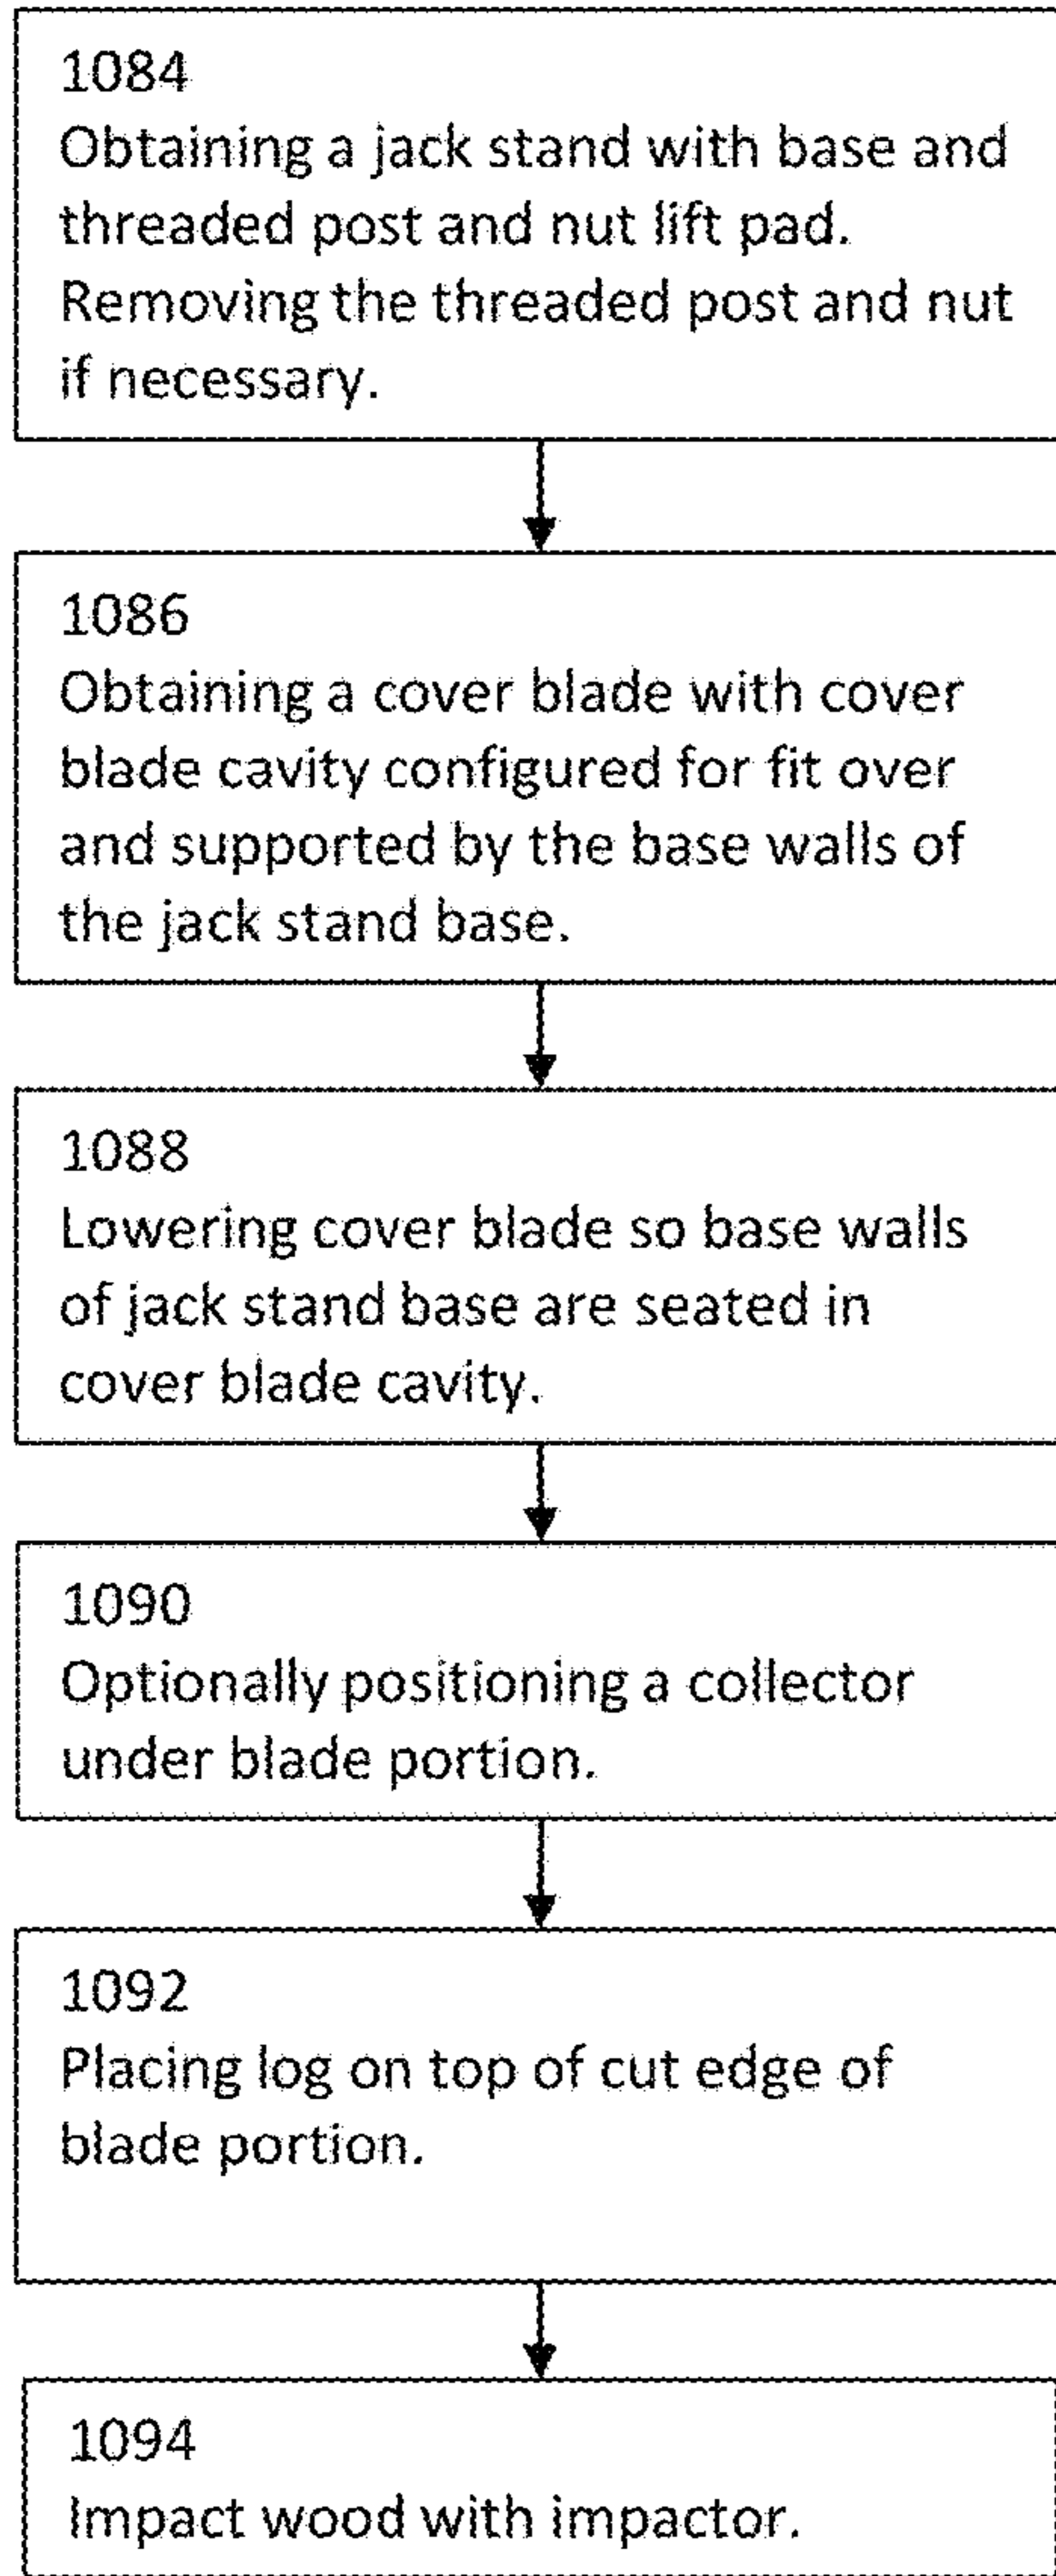 1084
Obtaining a jack stand with base and
threaded post and nut lift pad.
Removing the threaded post and nut
if necessary.
1086
Obtaining a cover blade with cover
blade cavity configured for fit over
and supported by the base walls of
the jack stand base.
1088
Lowering cover blade so base walls
of jack stand base are seated in
cover blade cavity.
1090
Optionally positioning a collector
under blade portion.
1092
Placing log on top of cut edge of
blade portion.
1094
Impact wood with impactor.